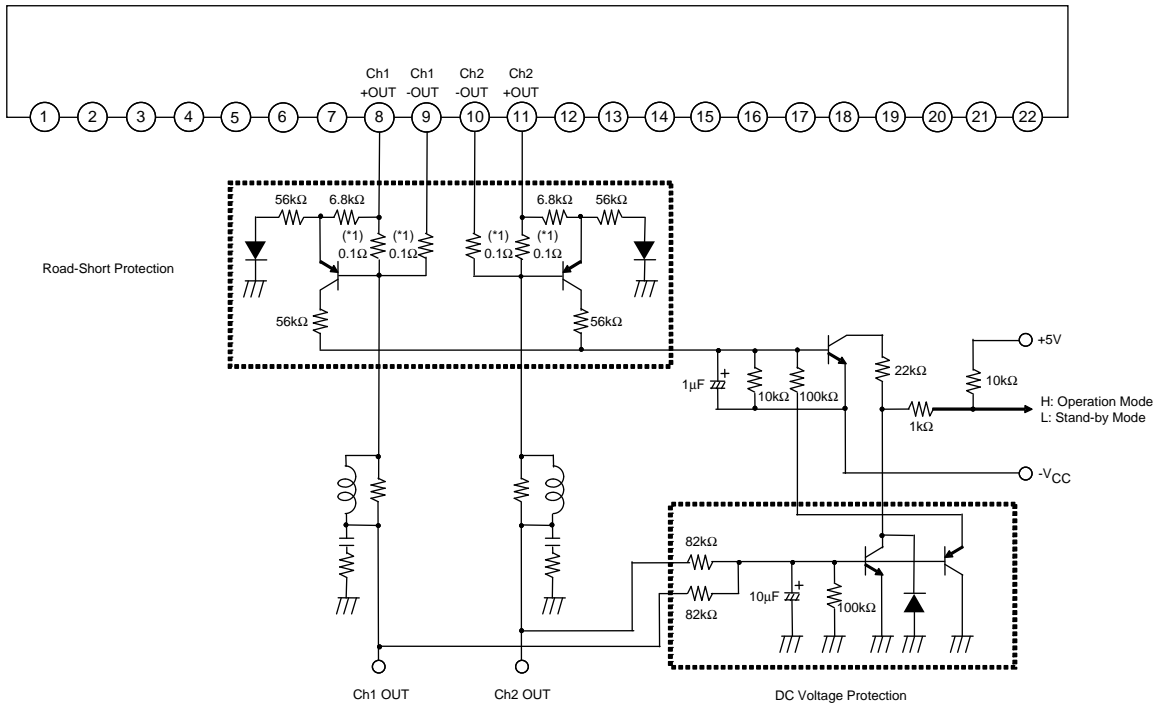 Ch1 Ch1 Ch2 Ch2
+OUT -OUT -OUT +OUT
1 2 3 4 5 6 7 8 9 10 11 12 13 14 15 16 17 18 19 20 21 22
56kΩ 6.8kΩ 6.8kΩ 56kΩ
(*1) (*1) (*1)
0.1Ω 0.1Ω 0.1Ω
Road-Short Protection
56kΩ 56kΩ
+5V
1μF + 10kΩ 100kΩ 22kΩ 10kΩ
H: Operation Mode
L: Stand-by Mode
1kΩ
-VCC
82kΩ
82kΩ
10μF + 100kΩ
Ch1 OUT Ch2 OUT
DC Voltage Protection